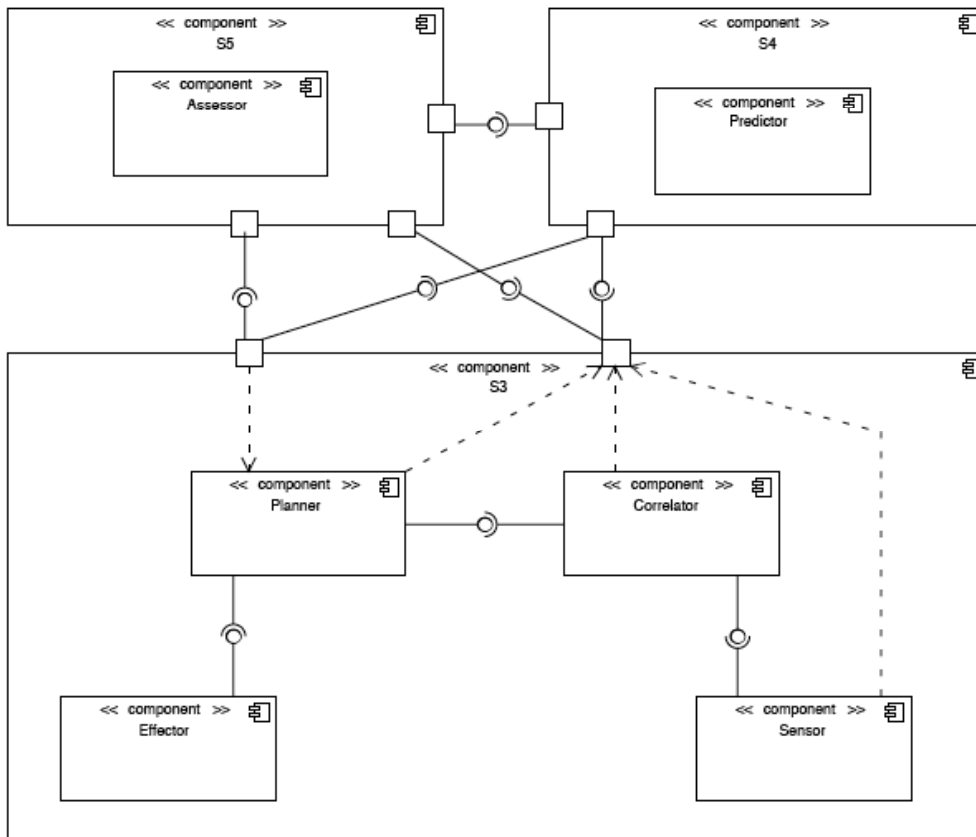 << component >>
S5
<< component >>
Assessor
<< component >>
S4
<< component >>
Predictor
<< component >>
S3
<< component >>
Planner
<< component >>
Correlator
<< component >>
Effector
<< component >>
Sensor